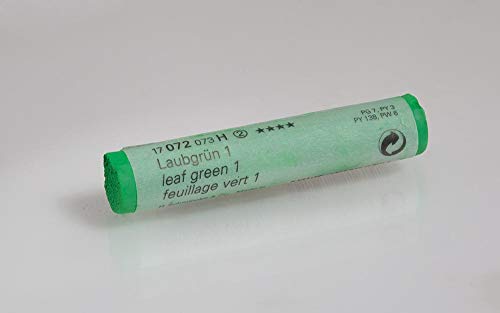 17 072 073 H ② ★★★★
Laubgrün 1
leaf green 1
feuillage vert 1
PG 7, PY 3
PY 138, PW 6